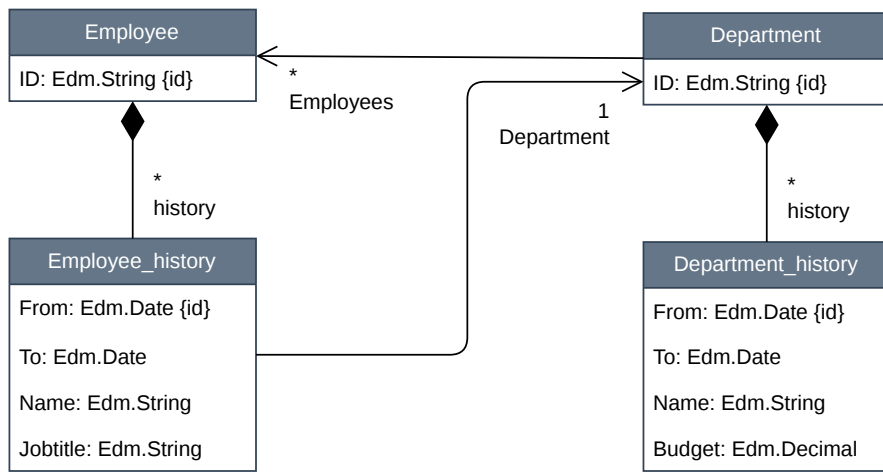 Employee
ID: Edm.String {id}
Department
ID: Edm.String {id}
*
Employees
1
Department
*
history
*
history
Employee_history
From: Edm.Date {id}
To: Edm.Date
Name: Edm.String
Jobtitle: Edm.String
Department_history
From: Edm.Date {id}
To: Edm.Date
Name: Edm.String
Budget: Edm.Decimal